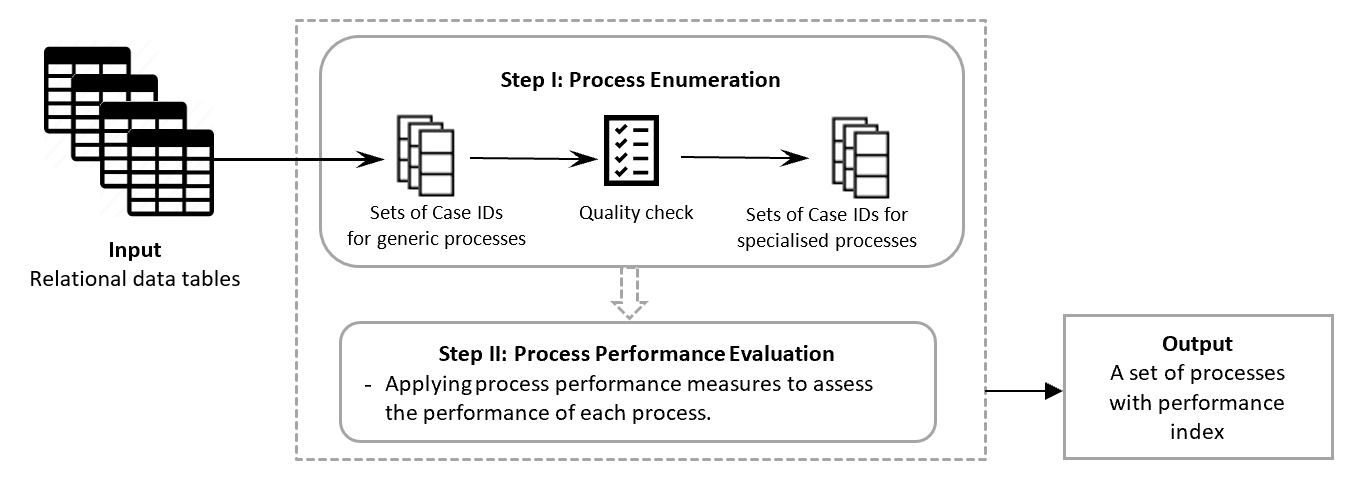 Step I: Process Enumeration
Sets of Case IDs
for generic processes
Quality check
Sets of Case IDs for
specialised processes
Input
Relational data tables
Step II: Process Performance Evaluation
- Applying process performance measures to assess
the performance of each process.
Output
A set of processes
with performance
index